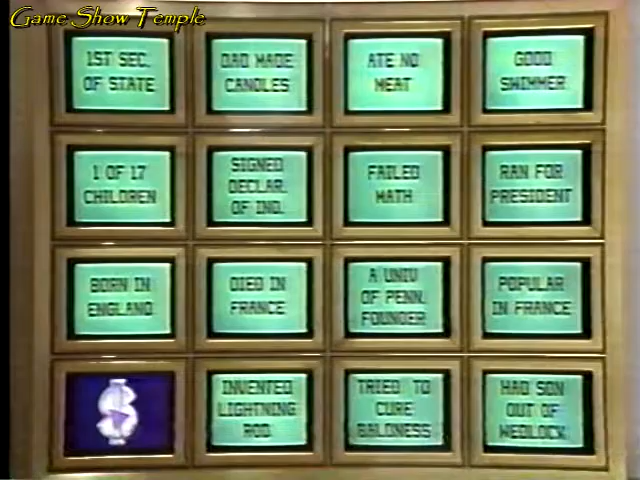 Game Show Temple
1ST SEC.
OF STATE
DAD MADE
CANDLES
ATE NO
MEAT
GOOD
SWIMMER
1 OF 17
CHILDREN
SIGNED
DECLAR.
OF IND.
FAILED
MATH
RAN FOR
PRESIDENT
BORN IN
ENGLAND
DIED IN
FRANCE
A UNIV
OF PENN.
FOUNDER
POPULAR
IN FRANCE
$
INVENTED
LIGHTNING
ROD
TRIED TO
CURE
BALDNESS
HAD SON
OUT OF
WEDLOCK